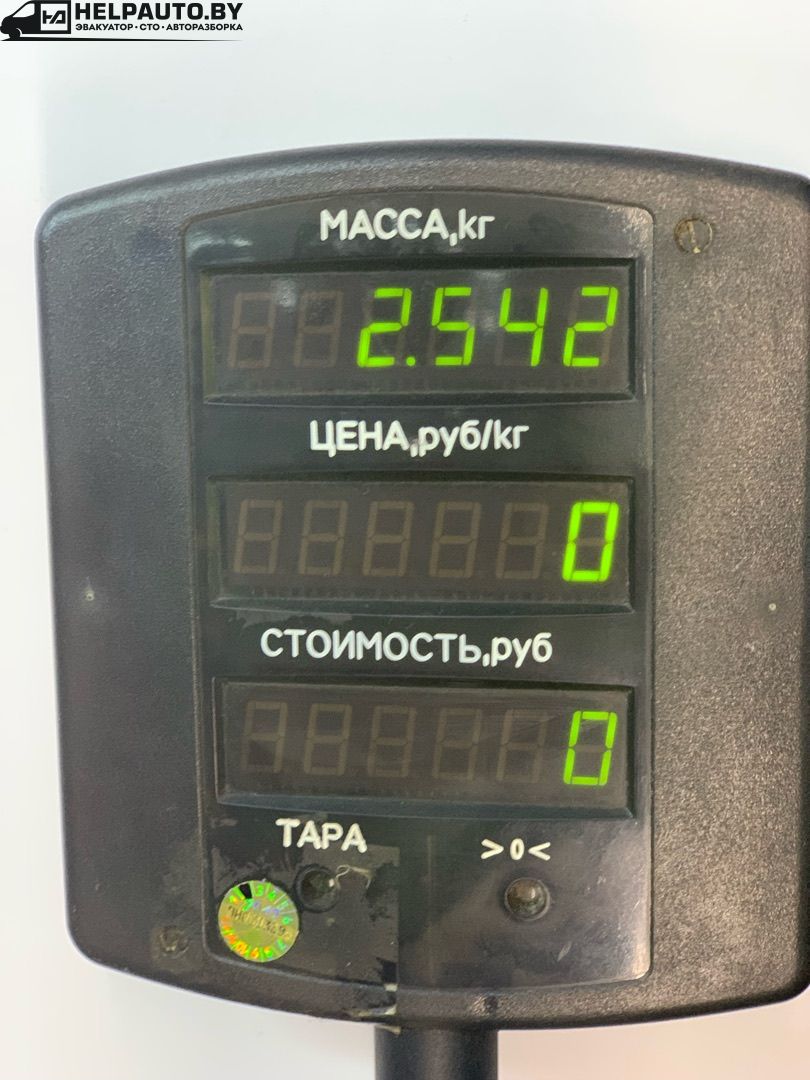 HELPAUTO.BY
ЭВАКУАТОР • СТО • АВТОРАЗБОРКА
МАССА,кг
2.542
ЦЕНА,руб/кг
0
СТОИМОСТЬ,руб
0
ТАРА >0<